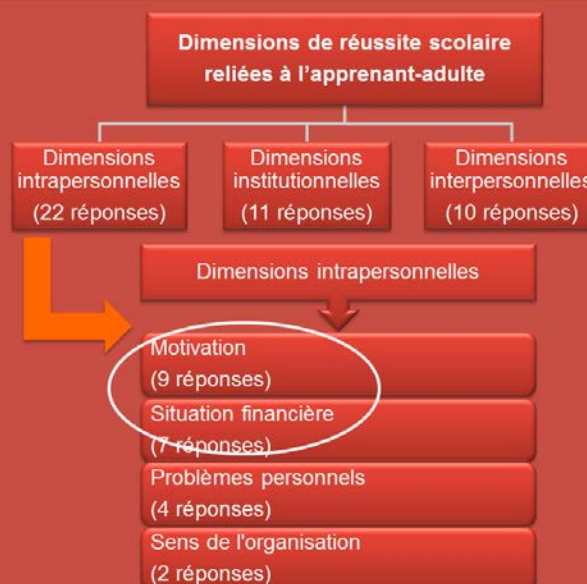 Dimensions de réussite scolaire
reliées à l'apprenant-adulte
Dimensions
intrapersonnelles
(22 réponses)
Dimensions
institutionnelles
(11 réponses)
Dimensions
interpersonnelles
(10 réponses)
Dimensions intrapersonnelles
Motivation
(9 réponses)
Situation financière
(7 réponses)
Problèmes personnels
(4 réponses)
Sens de l'organisation
(2 réponses)